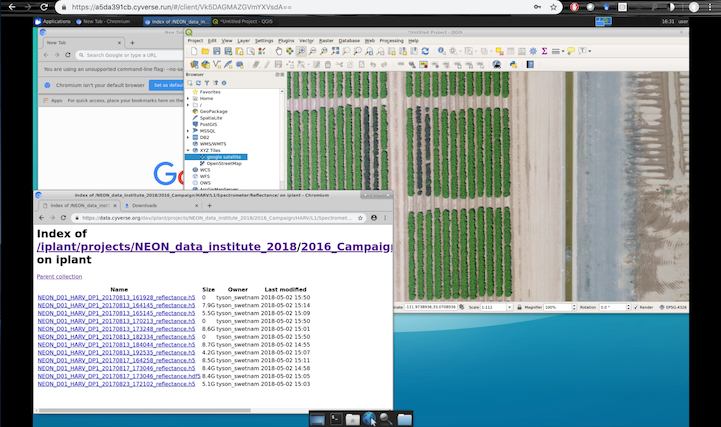 https://a5da391cb.cyverse.run/#/client/Vk5DAGMAZGVmYXVsdA==
Applications
New Tab - Chromium
Index of /NEON_data_in...
*Untitled Project - QGIS
16:31
user
New Tab
Search Google or type a URL
You are using an unsupported command-line flag: --no-sa
Chromium isn't your default browser
Set as defau
Apps
For quick access, place your bookmarks here on the
Go
*Untitled Project - QGIS
Project Edit View Layer Settings Plugins Vector Raster Database Web Processing Help
Browser
Favorites
Home
/
GeoPackage
SpatiaLite
PostGIS
MSSQL
DB2
WMS/WMTS
XYZ Tiles
google satellite
OpenStreetMap
WCS
WFS
OWS
ArcGisMapServer
Scale 1:112
Magnifier 100%
Rotation 0.0 °
Render
EPSG:4326
Index of /NEON_data_institute_2018/2016_Campaign/HARV/L1/Spectrometer/Reflectance/ on iplant - Chromium
Index of /NEON_data_inst
Downloads
https://data.cyverse.org/dav/iplant/projects/NEON_data_institute_2018/2016_Campaign/HARV/L1/Spectromet...
Index of
/iplant/projects/NEON_data_institute_2018/2016_Campaign
on iplant
Parent collection
Name Size Owner Last modified
NEON_D01_HARV_DP1_20170813_161928_reflectance.h5 0 tyson_swetnam 2018-05-02 15:50
NEON_D01_HARV_DP1_20170813_164145_reflectance.h5 7.9G tyson_swetnam 2018-05-02 15:14
NEON_D01_HARV_DP1_20170813_165145_reflectance.h5 5.5G tyson_swetnam 2018-05-02 15:09
NEON_D01_HARV_DP1_20170813_170213_reflectance.h5 0 tyson_swetnam 2018-05-02 15:50
NEON_D01_HARV_DP1_20170813_173248_reflectance.h5 8.6G tyson_swetnam 2018-05-02 15:01
NEON_D01_HARV_DP1_20170813_182334_reflectance.h5 0 tyson_swetnam 2018-05-02 15:50
NEON_D01_HARV_DP1_20170813_184044_reflectance.h5 8.7G tyson_swetnam 2018-05-02 14:55
NEON_D01_HARV_DP1_20170813_192535_reflectance.h5 4.2G tyson_swetnam 2018-05-02 15:07
NEON_D01_HARV_DP1_20170817_164258_reflectance.h5 8.5G tyson_swetnam 2018-05-02 15:11
NEON_D01_HARV_DP1_20170817_173046_reflectance.h5 8.4G tyson_swetnam 2018-05-02 14:58
NEON_D01_HARV_DP1_20170817_173046_reflectance.hdf5 8.4G tyson_swetnam 2018-05-02 15:05
NEON_D01_HARV_DP1_20170823_172102_reflectance.h5 5.1G tyson_swetnam 2018-05-02 15:03